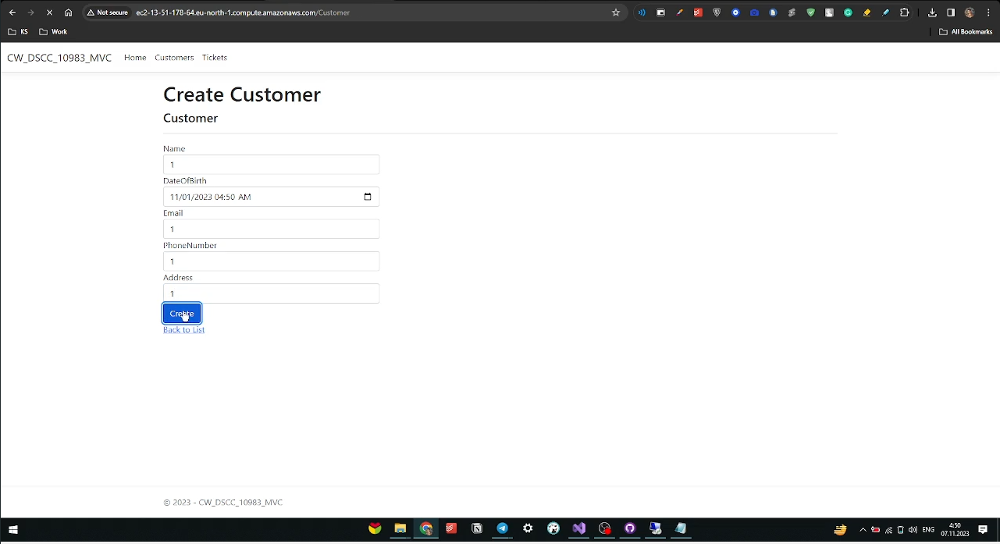 Not secure ec2-13-51-178-64.eu-north-1.compute.amazonaws.com/Customer
KS Work All Bookmarks
CW_DSCC_10983_MVC Home Customers Tickets
Create Customer
Customer
Name
1
DateOfBirth
11/01/2023 04:50 AM
Email
1
PhoneNumber
1
Address
1
Create
Back to List
© 2023 - CW_DSCC_10983_MVC
ENG
4:50
07.11.2023